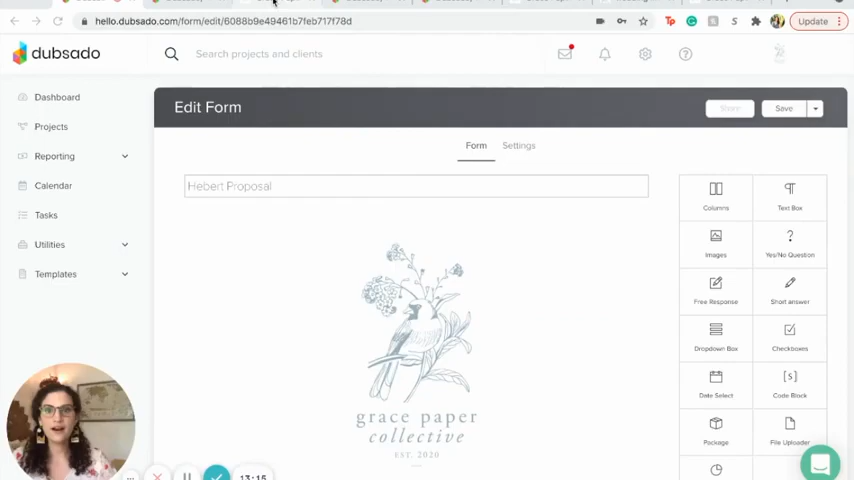 hello.dubsado.com/form/edit/6088b9e49461b7feb717f78d
Update
dubsado
Search projects and clients
Dashboard
Projects
Reporting
Calendar
Tasks
Utilities
Templates
Edit Form
Share
Save
Form
Settings
Hebert Proposal
grace paper
collective
EST. 2020
Columns
Text Box
Images
Yes/No Question
Free Response
Short answer
Dropdown Box
Checkboxes
Date Select
Code Block
Package
File Uploader
13:15